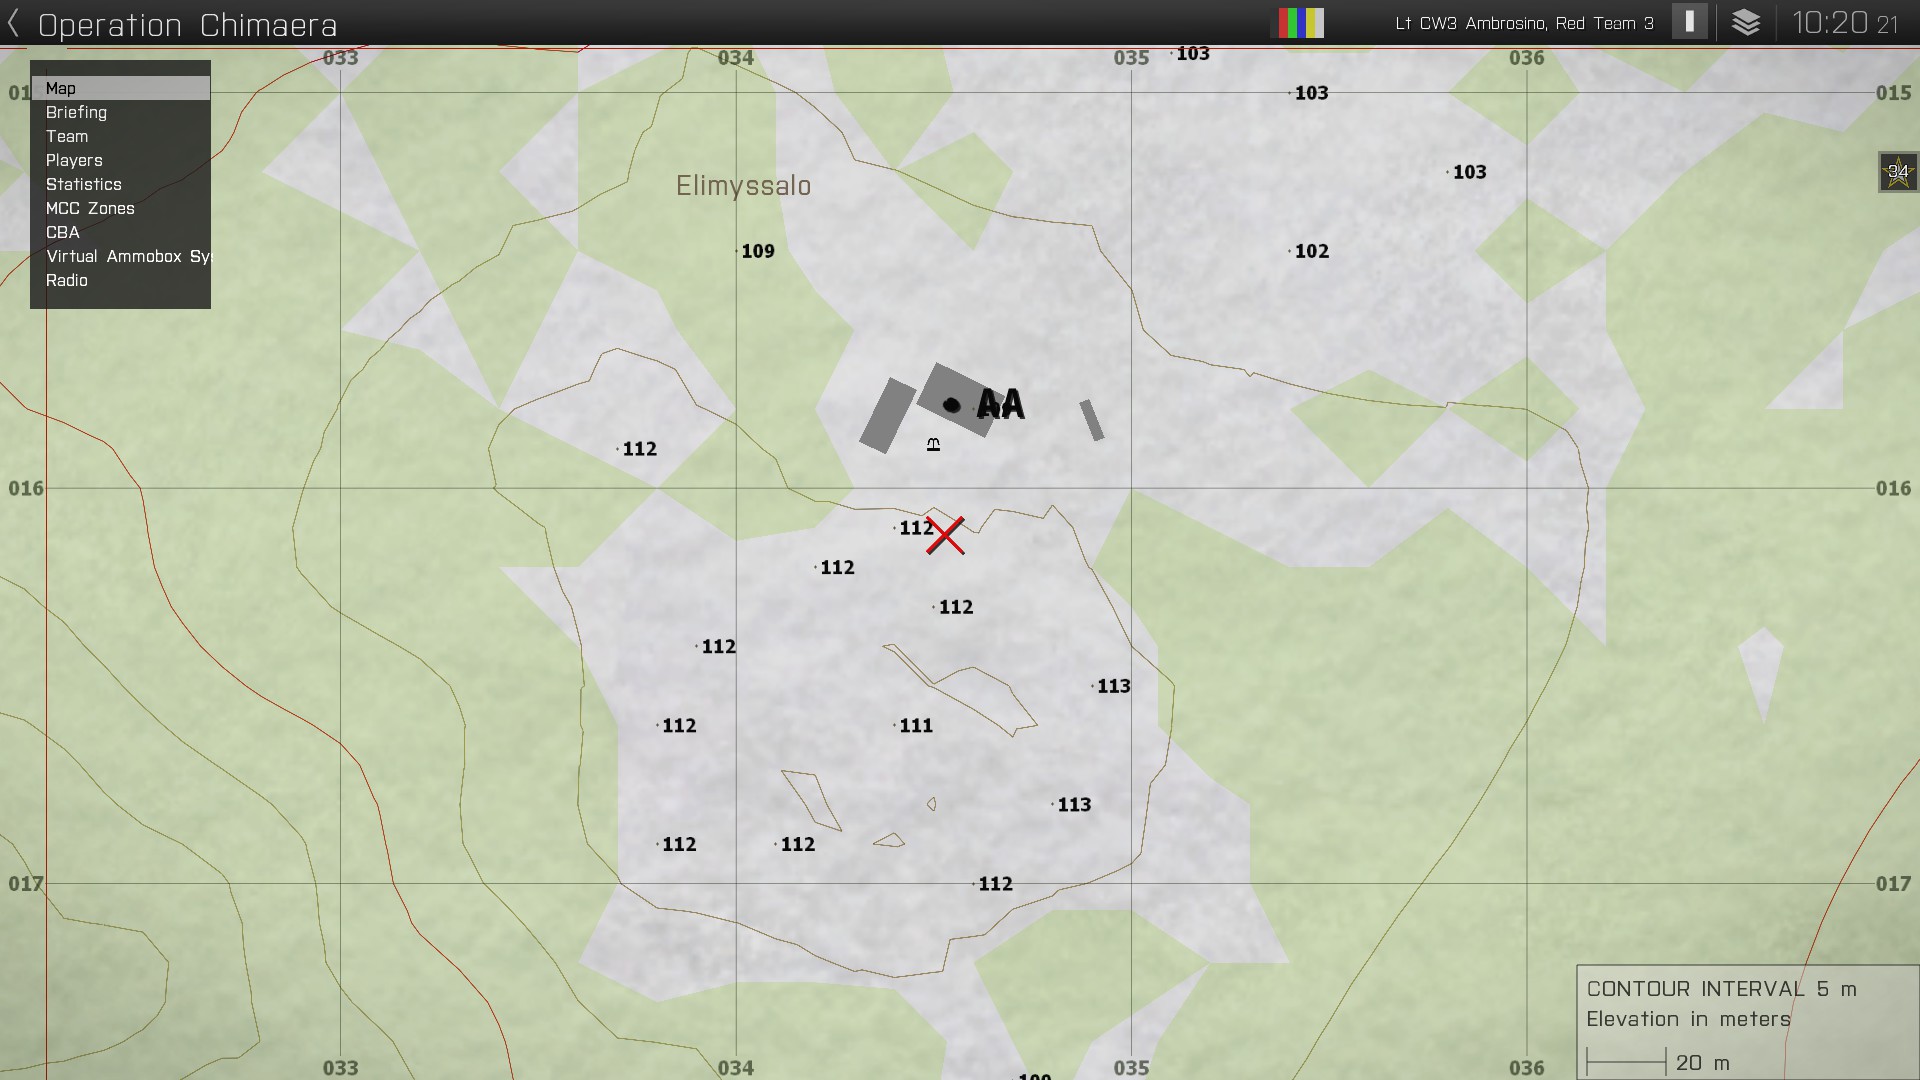 Operation Chimaera
Lt CW3 Ambrosino, Red Team 3
10:20 21
033
034
035
036
103
Map
Briefing
Team
Players
Statistics
MCC Zones
CBA
Virtual Ammobox Sy
Radio
01
103
015
103
34
Elimyssalo
109
102
AA
112
016
016
112
112
112
112
113
112
111
113
112
112
017
112
017
CONTOUR INTERVAL 5 m
Elevation in meters
20 m
033
034
035
036